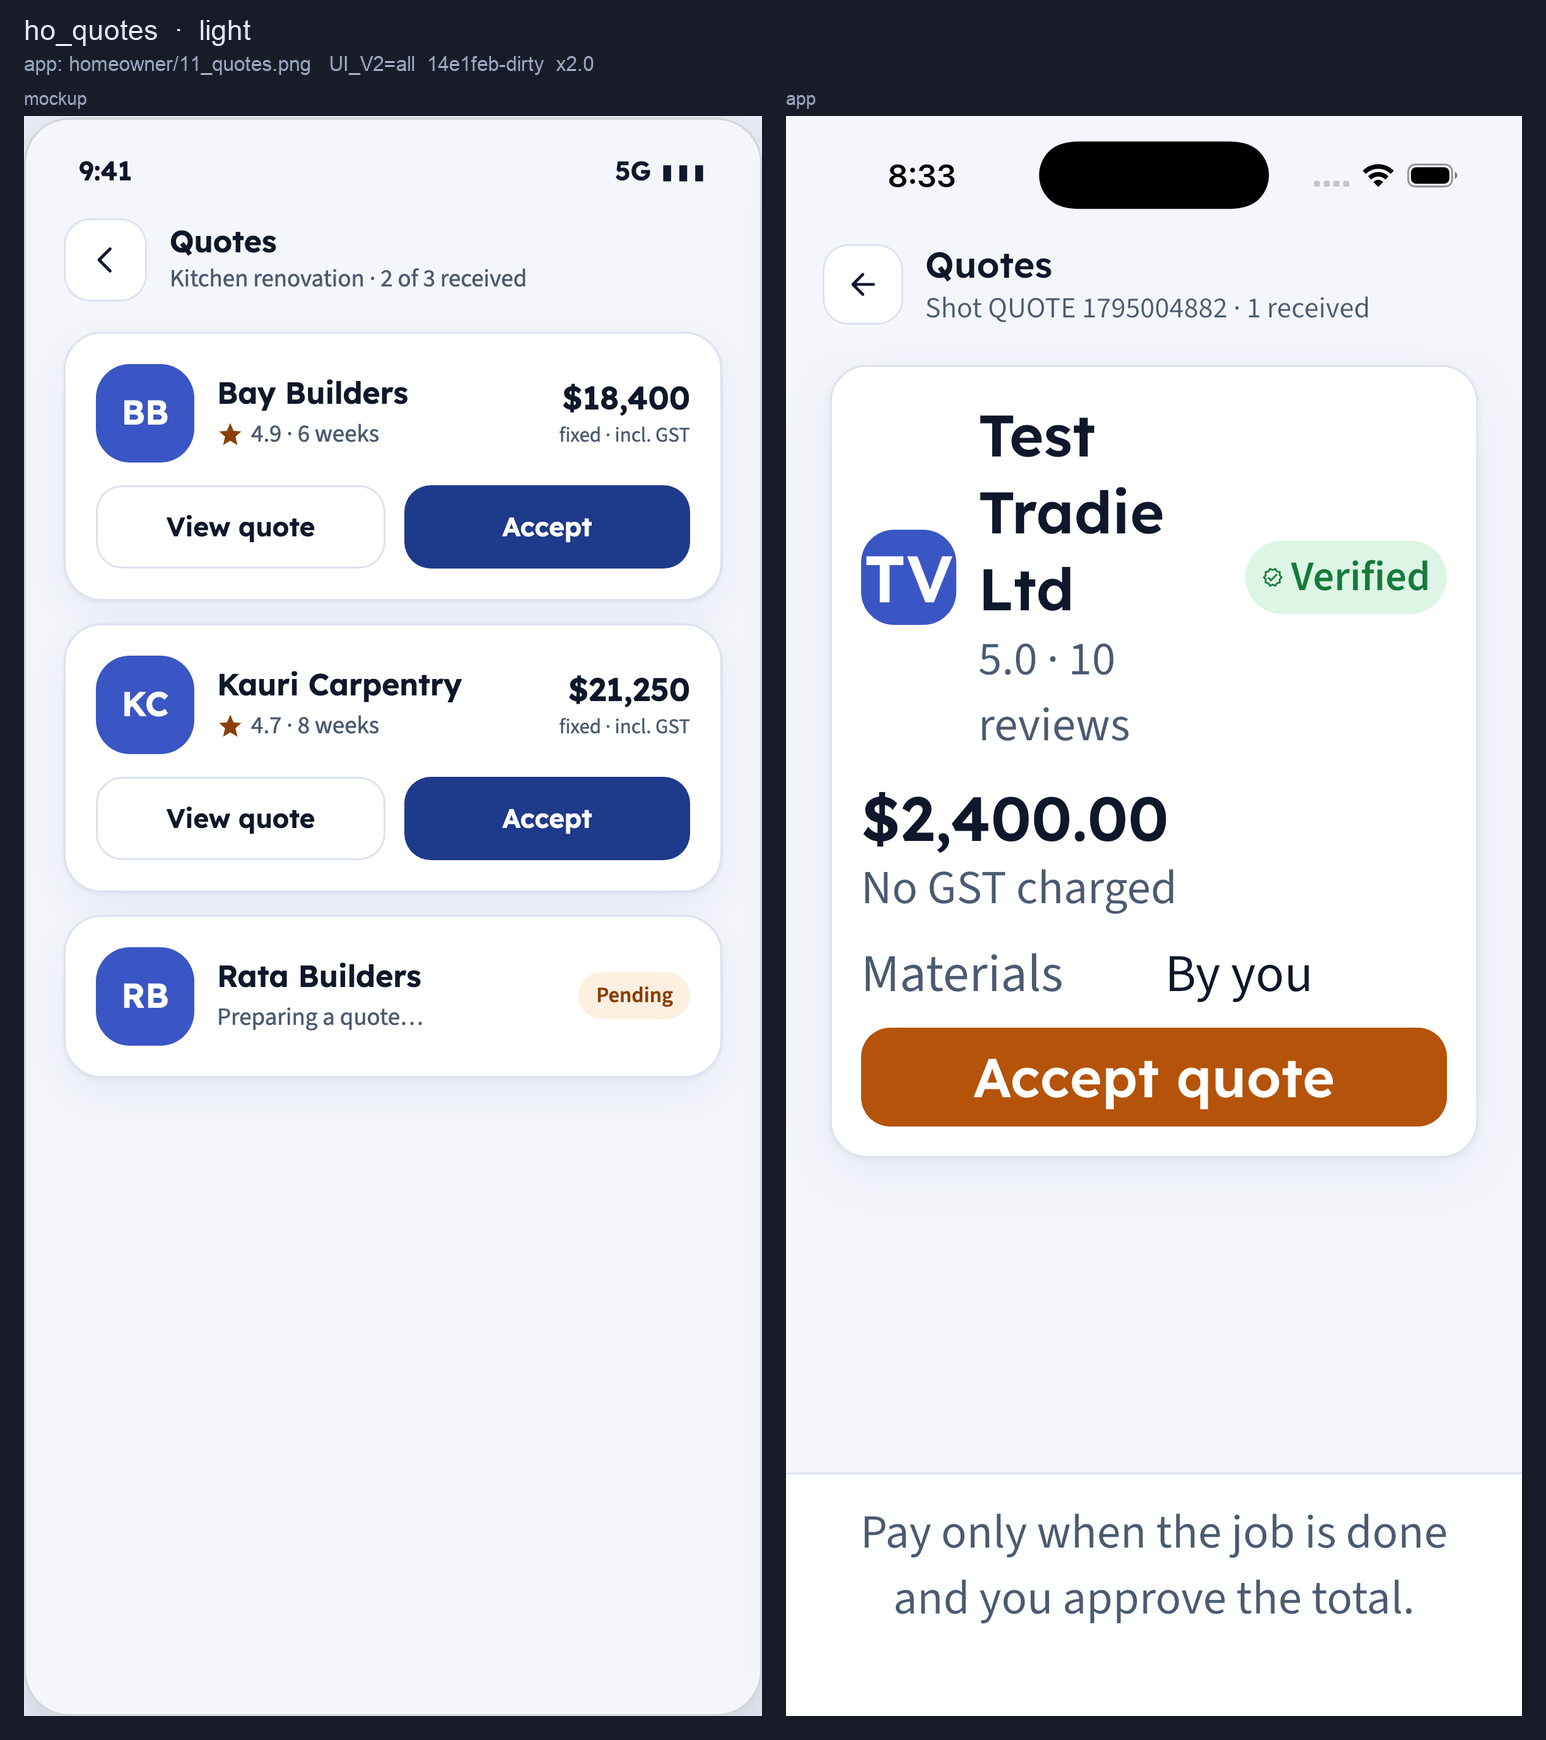 ho_quotes · light
app: homeowner/11_quotes.png UI_V2=all 14e1feb-dirty x2.0
mockup
9:41
5G
Quotes
Kitchen renovation · 2 of 3 received
BB
Bay Builders
4.9 · 6 weeks
$18,400
fixed · incl. GST
View quote
Accept
KC
Kauri Carpentry
4.7 · 8 weeks
$21,250
fixed · incl. GST
View quote
Accept
RB
Rata Builders
Preparing a quote...
Pending
app
8:33
Quotes
Shot QUOTE 1795004882 · 1 received
TV
Test
Tradie
Ltd
5.0 · 10
reviews
Verified
$2,400.00
No GST charged
Materials By you
Accept quote
Pay only when the job is done
and you approve the total.